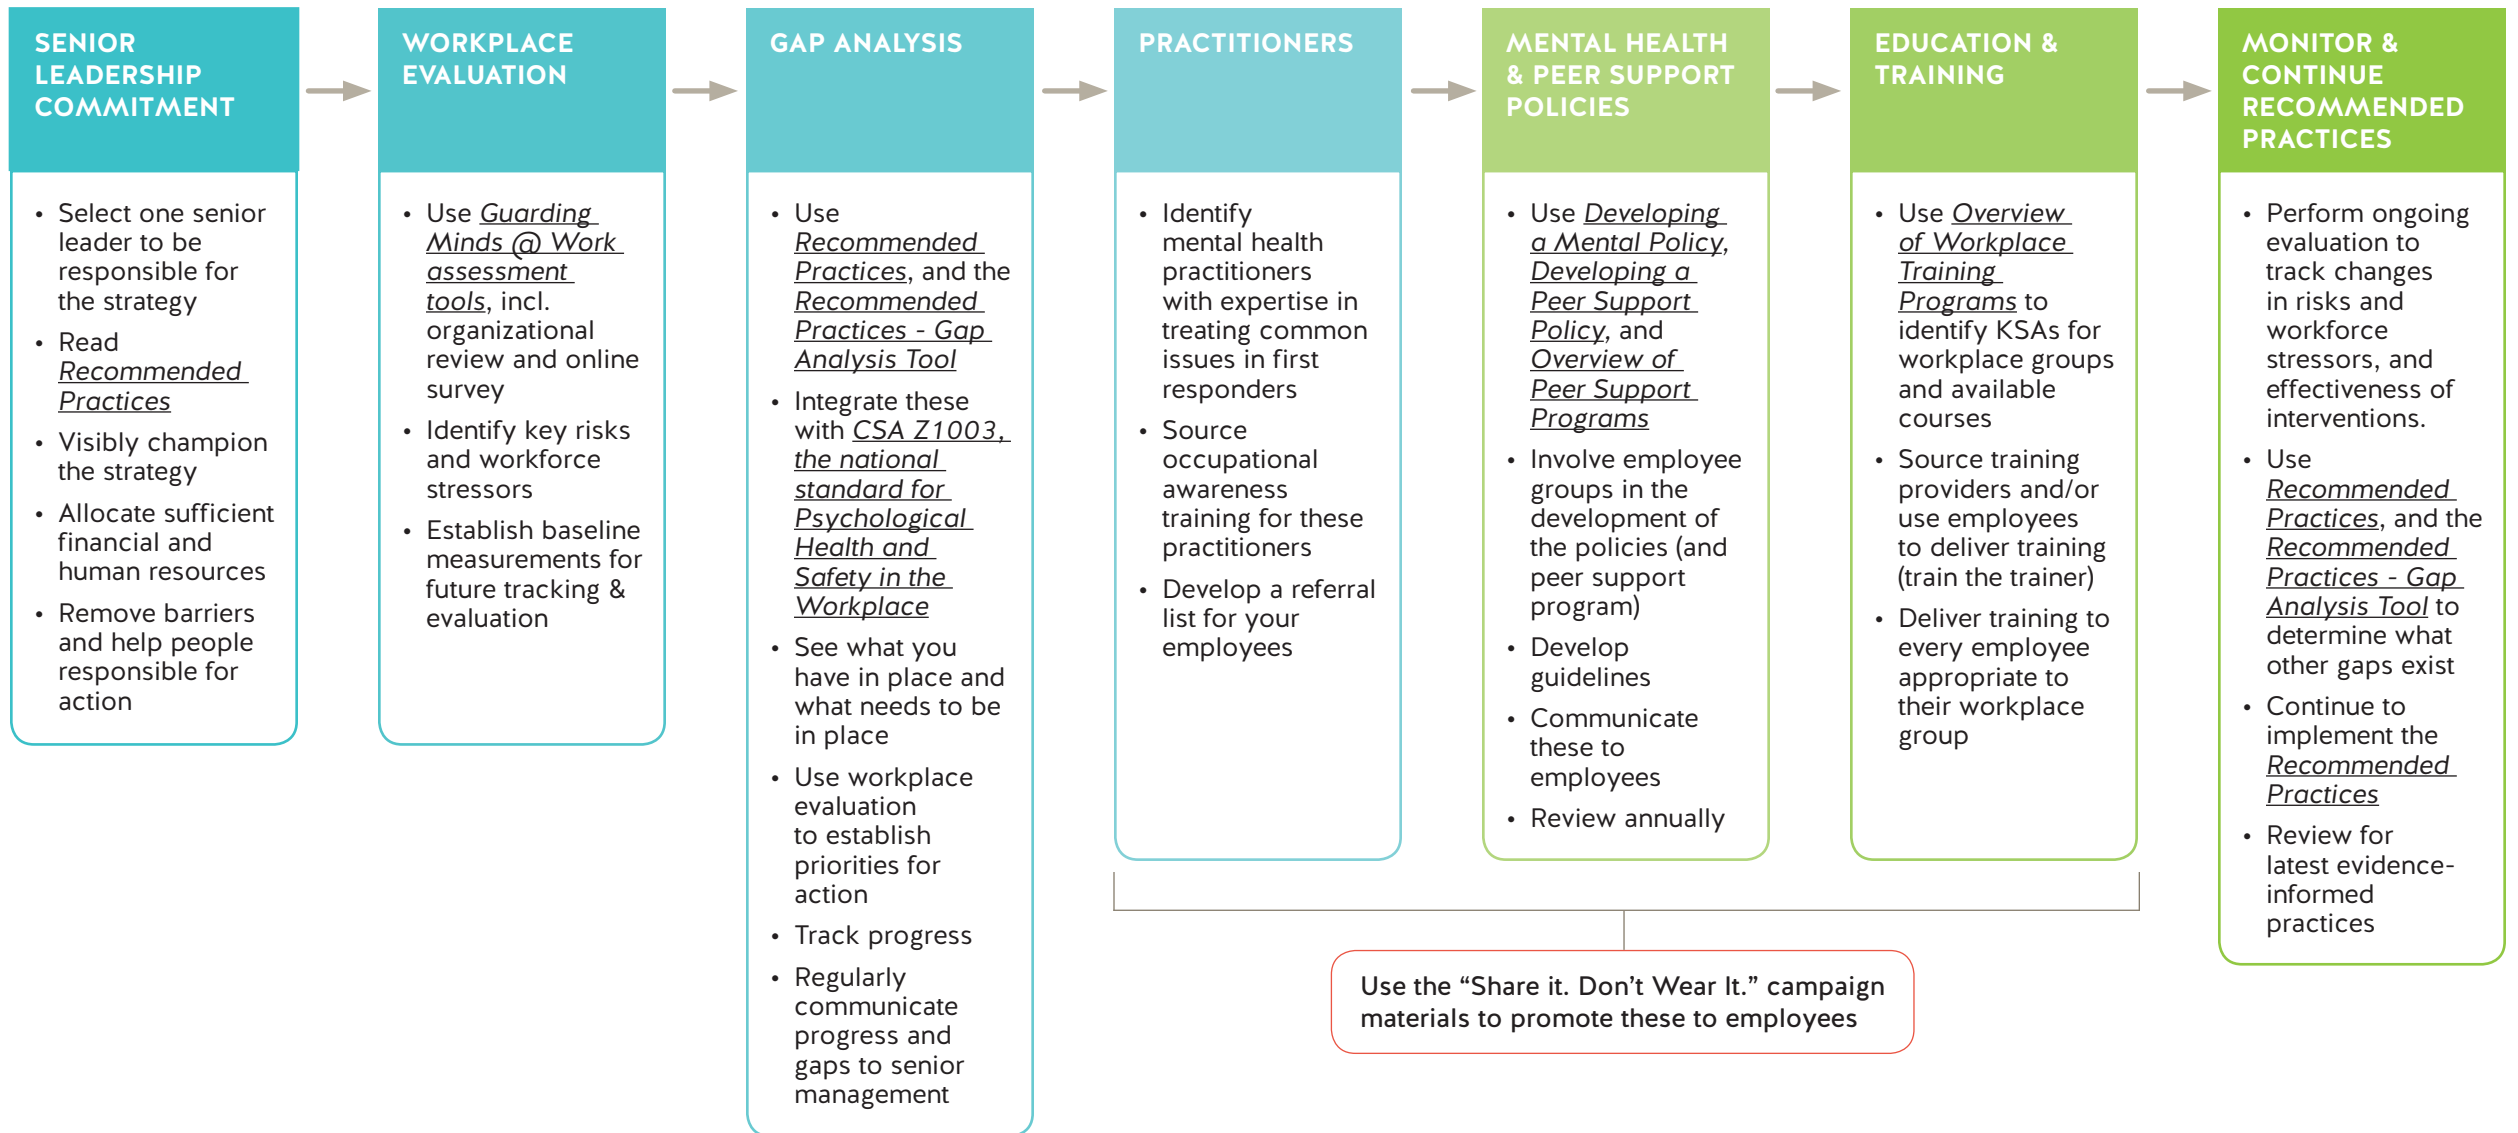 SENIOR
LEADERSHIP
COMMITMENT
• Select one senior
leader to be
responsible for
the strategy
• Read
Recommended
Practices
• Visibly champion
the strategy
• Allocate sufficient
financial and
human resources
• Remove barriers
and help people
responsible for
action
WORKPLACE
EVALUATION
• Use Guarding
Minds @ Work
assessment
tools, incl.
organizational
review and online
survey
• Identify key risks
and workforce
stressors
• Establish baseline
measurements for
future tracking &
evaluation
GAP ANALYSIS
• Use
Recommended
Practices, and the
Recommended
Practices - Gap
Analysis Tool
• Integrate these
with CSA Z1003,
the national
standard for
Psychological
Health and
Safety in the
Workplace
• See what you
have in place and
what needs to be
in place
• Use workplace
evaluation
to establish
priorities for
action
• Track progress
• Regularly
communicate
progress and
gaps to senior
management
PRACTITIONERS
• Identify
mental health
practitioners
with expertise in
treating common
issues in first
responders
• Source
occupational
awareness
training for these
practitioners
• Develop a referral
list for your
employees
MENTAL HEALTH
& PEER SUPPORT
POLICIES
• Use Developing
a Mental Policy,
Developing a
Peer Support
Policy, and
Overview of
Peer Support
Programs
• Involve employee
groups in the
development of
the policies (and
peer support
program)
• Develop
guidelines
• Communicate
these to
employees
• Review annually
EDUCATION &
TRAINING
• Use Overview
of Workplace
Training
Programs to
identify KSAs for
workplace groups
and available
courses
• Source training
providers and/or
use employees
to deliver training
(train the trainer)
• Deliver training to
every employee
appropriate to
their workplace
group
MONITOR &
CONTINUE
RECOMMENDED
PRACTICES
• Perform ongoing
evaluation to
track changes
in risks and
workforce
stressors, and
effectiveness of
interventions.
• Use
Recommended
Practices, and the
Recommended
Practices - Gap
Analysis Tool to
determine what
other gaps exist
• Continue to
implement the
Recommended
Practices
• Review for
latest evidence-
informed
practices
Use the “Share it. Don’t Wear It.” campaign
materials to promote these to employees